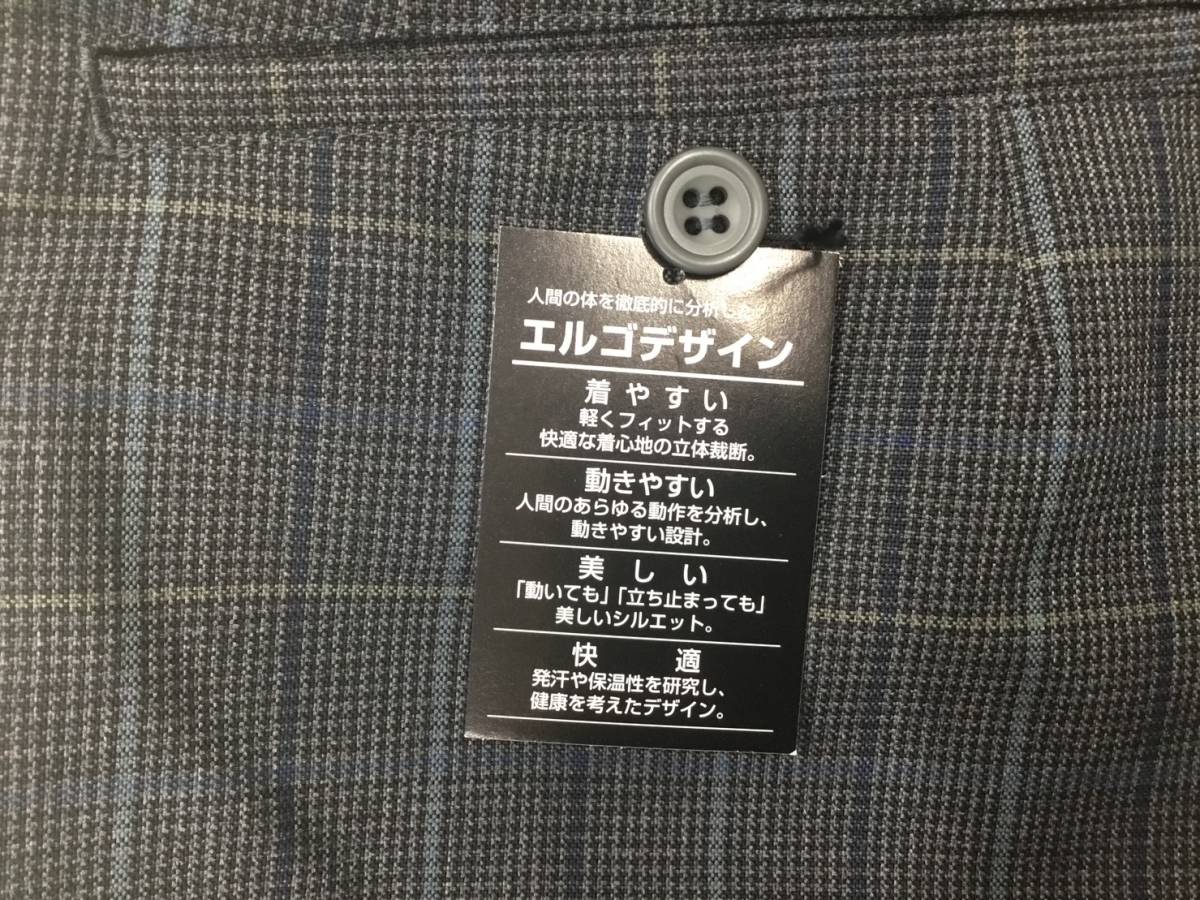 人間の体を徹底的に分析し
エルゴデザイン
着やすい
軽くフィットする
快適な着心地の立体裁断。
動きやすい
人間のあらゆる動作を分析し、
動きやすい設計。
美しい
「動いても」「立ち止まっても」
美しいシルエット。
快適
発汗や保温性を研究し、
健康を考えたデザイン。